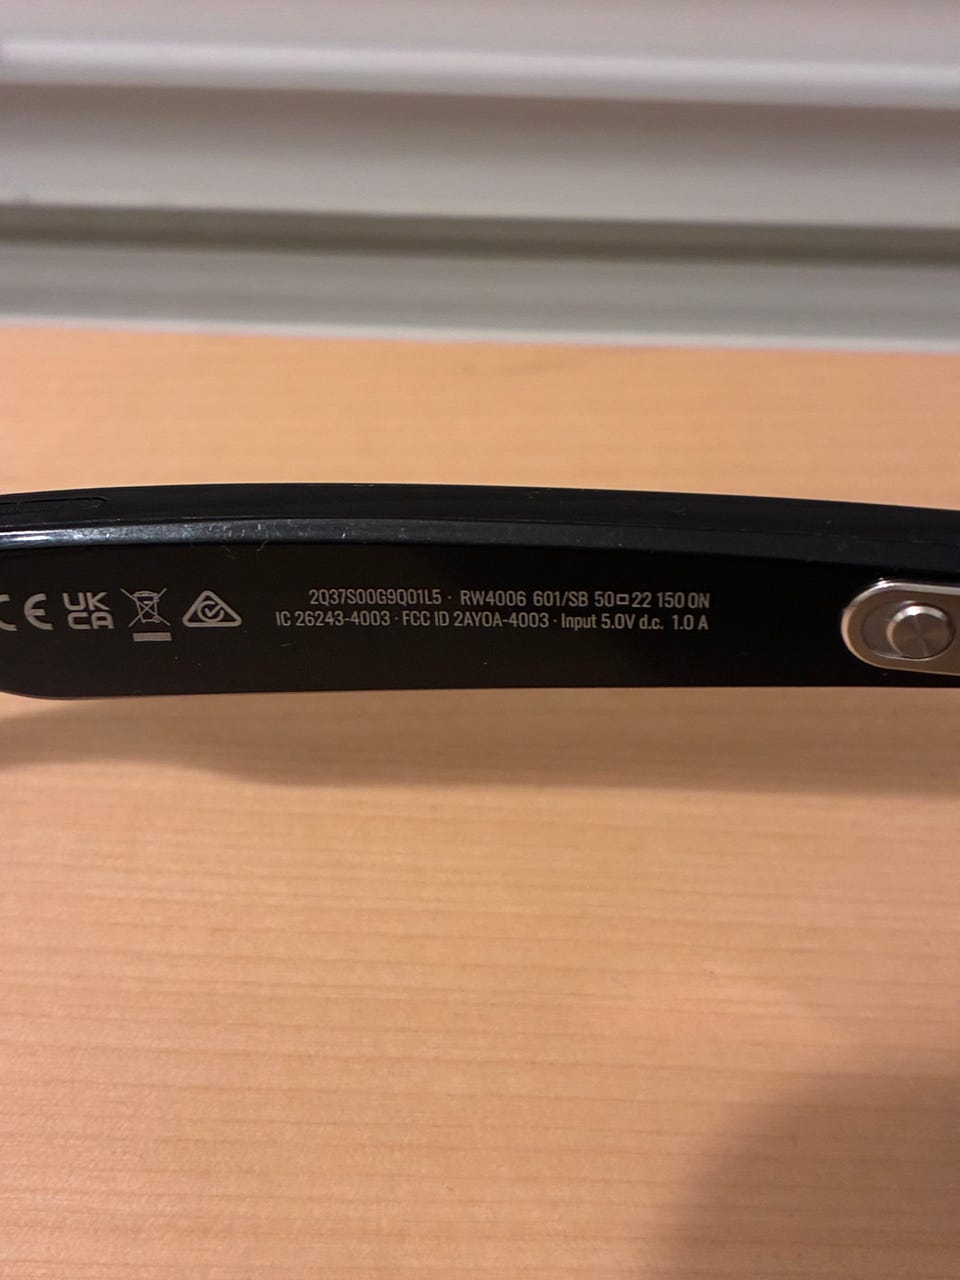 CE UK CA
2Q37S00G9Q01L5 · RW4006 601/SB 50□22 150 0N
IC 26243-4003 · FCC ID 2AYOA-4003 · Input 5.0V d.c. 1.0 A